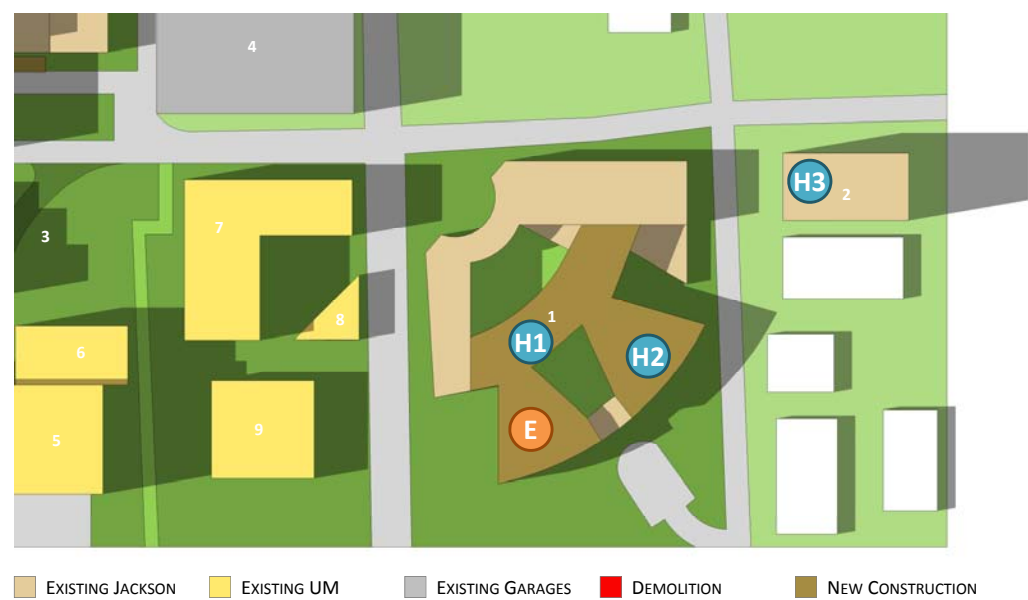 4
H3
2
3
7
8
1
H1
H2
6
E
9
5
EXISTING JACKSON EXISTING UM EXISTING GARAGES DEMOLITION NEW CONSTRUCTION